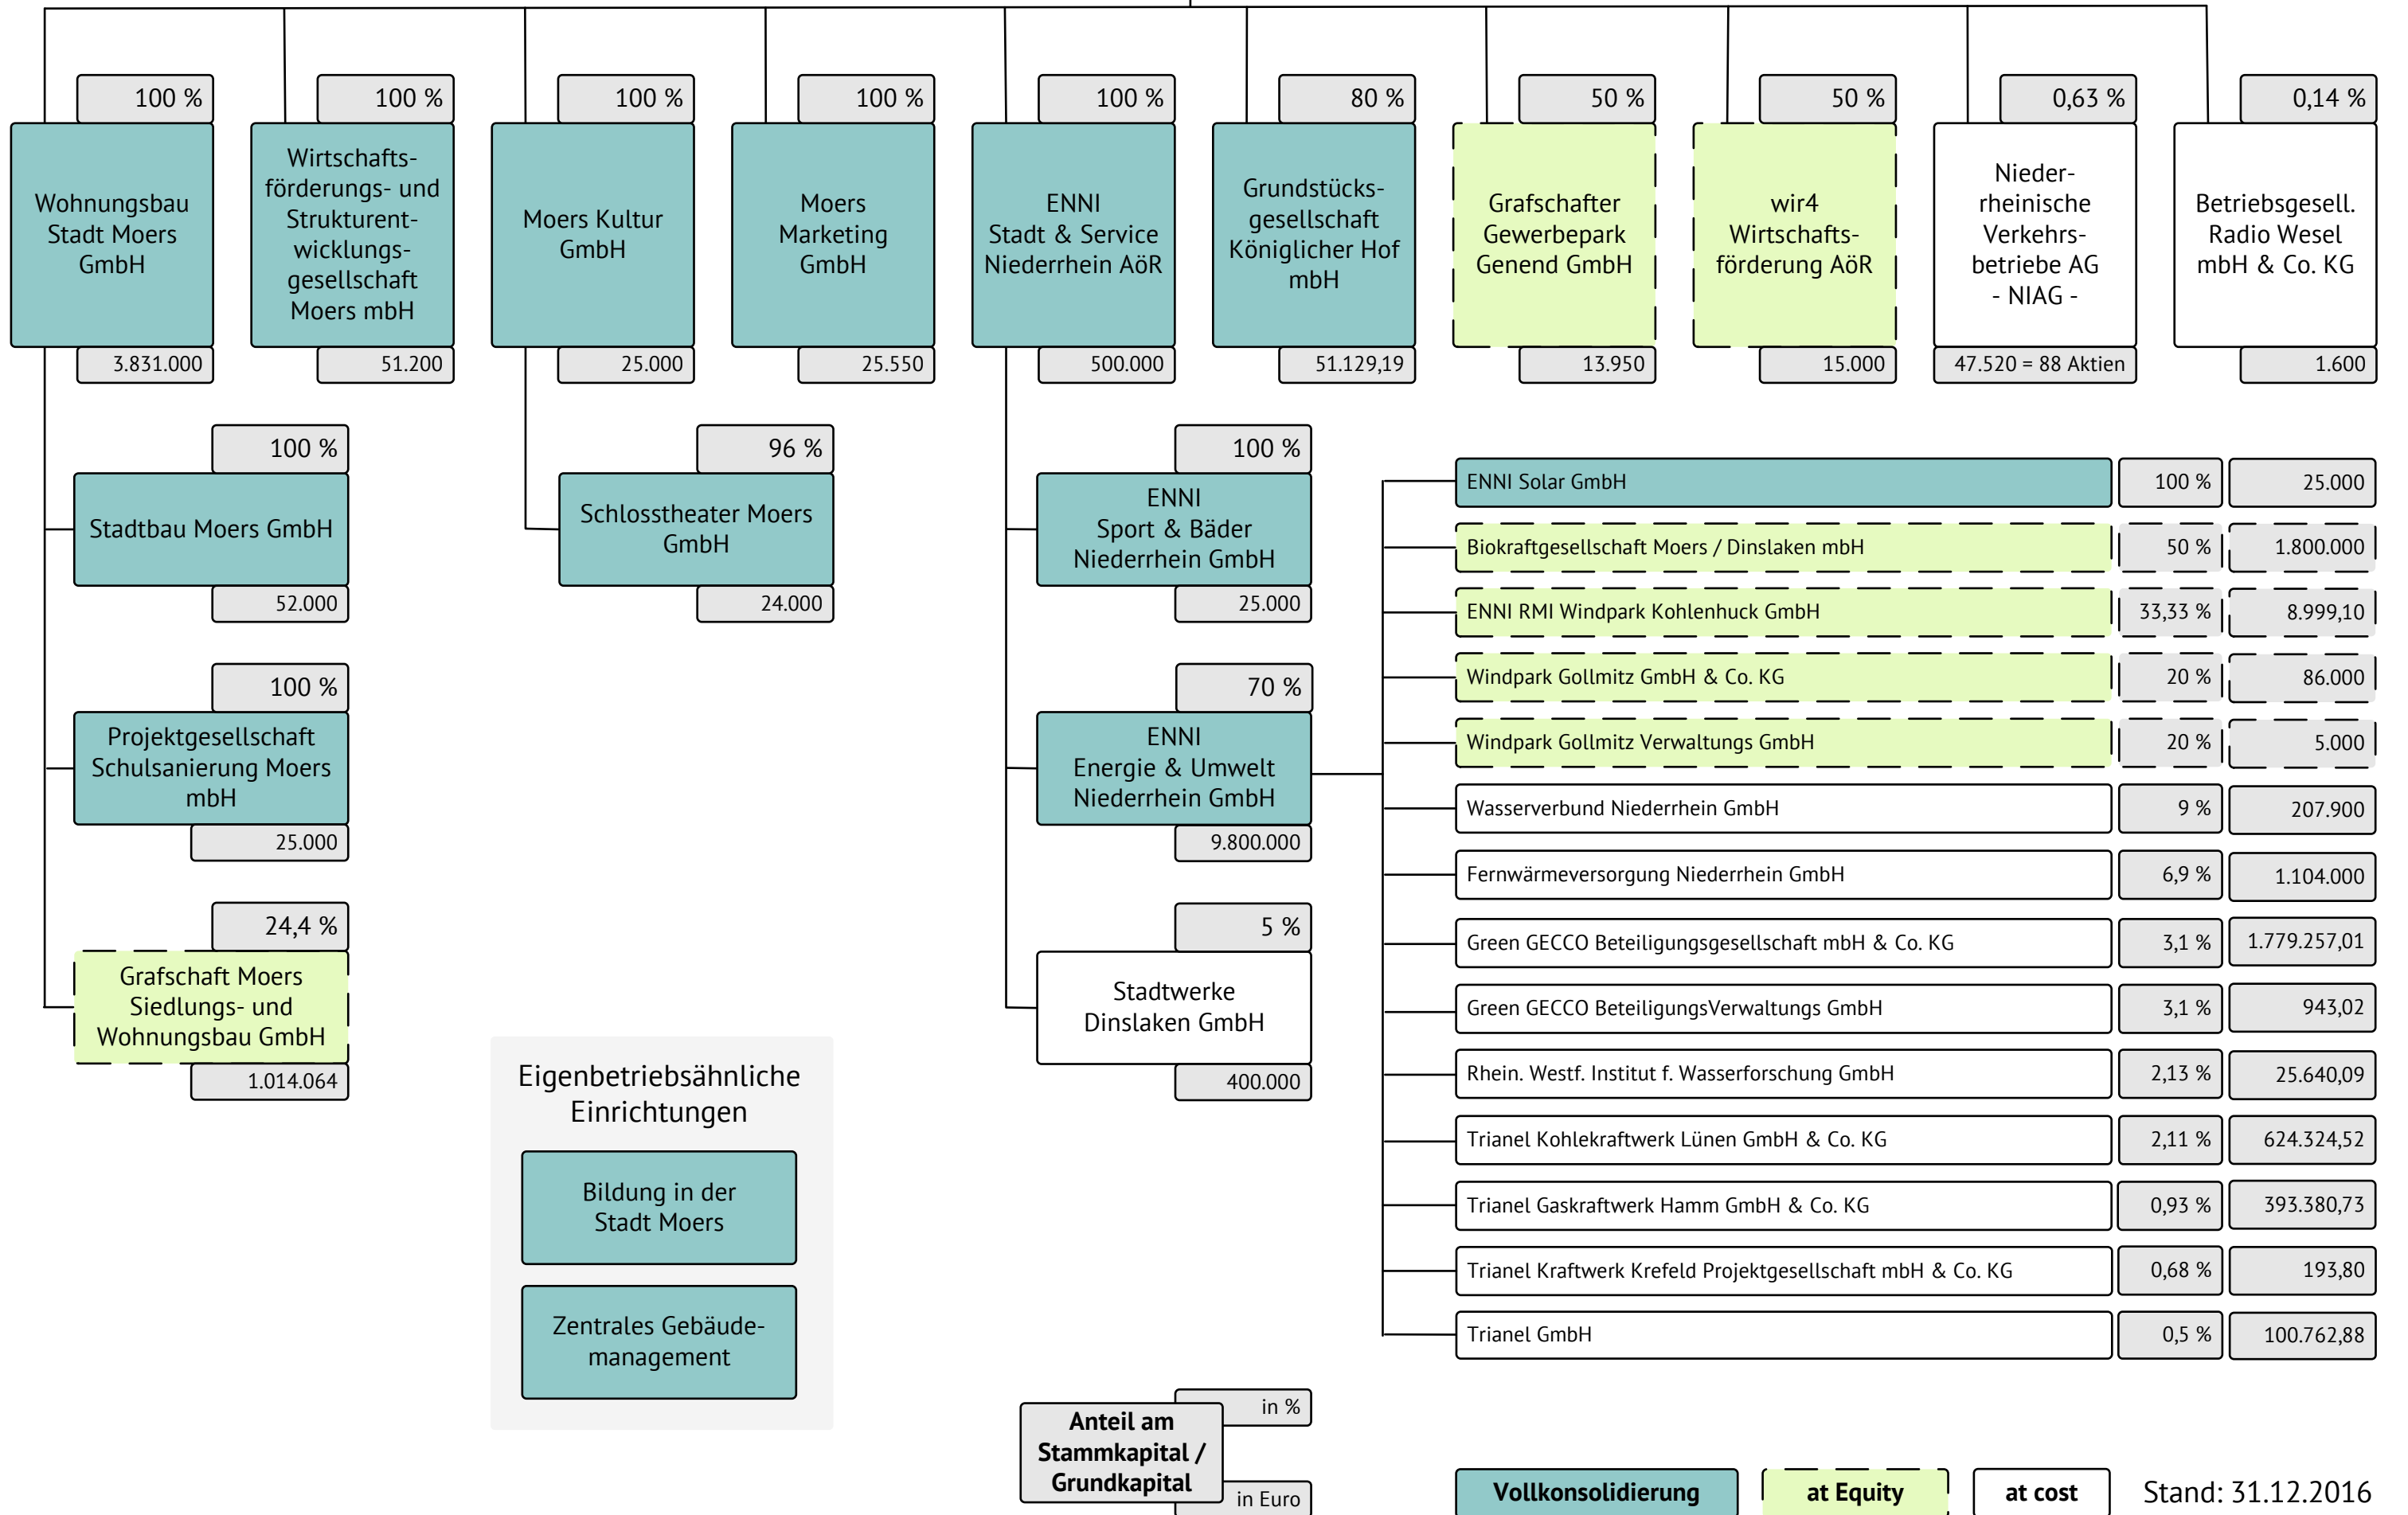 100 %
Wohnungsbau
Stadt Moers
GmbH
3.831.000
100 %
Wirtschafts-
förderungs- und
Strukturent-
wicklungs-
gesellschaft
Moers mbH
51.200
100 %
Moers Kultur
GmbH
25.000
100 %
Moers
Marketing
GmbH
25.550
100 %
ENNI
Stadt & Service
Niederrhein AöR
500.000
80 %
Grundstücks-
gesellschaft
Königlicher Hof
mbH
51.129,19
50 %
Grafschafter
Gewerbepark
Genend GmbH
13.950
50 %
wir4
Wirtschafts-
förderung AöR
15.000
0,63 %
Nieder-
rheinische
Verkehrs-
betriebe AG
- NIAG -
47.520 = 88 Aktien
0,14 %
Betriebsgesell.
Radio Wesel
mbH & Co. KG
1.600
100 %
Stadtbau Moers GmbH
52.000
100 %
Projektgesellschaft
Schulsanierung Moers
mbH
25.000
24,4 %
Grafschaft Moers
Siedlungs- und
Wohnungsbau GmbH
1.014.064
96 %
Schlosstheater Moers
GmbH
24.000
100 %
ENNI
Sport & Bäder
Niederrhein GmbH
25.000
70 %
ENNI
Energie & Umwelt
Niederrhein GmbH
9.800.000
5 %
Stadtwerke
Dinslaken GmbH
400.000
ENNI Solar GmbH 100 % 25.000
Biokraftgesellschaft Moers / Dinslaken mbH 50 % 1.800.000
ENNI RMI Windpark Kohlenhuck GmbH 33,33 % 8.999,10
Windpark Gollmitz GmbH & Co. KG 20 % 86.000
Windpark Gollmitz Verwaltungs GmbH 20 % 5.000
Wasserverbund Niederrhein GmbH 9 % 207.900
Fernwärmeversorgung Niederrhein GmbH 6,9 % 1.104.000
Green GECCO Beteiligungsgesellschaft mbH & Co. KG 3,1 % 1.779.257,01
Green GECCO BeteiligungsVerwaltungs GmbH 3,1 % 943,02
Rhein. Westf. Institut f. Wasserforschung GmbH 2,13 % 25.640,09
Trianel Kohlekraftwerk Lünen GmbH & Co. KG 2,11 % 624.324,52
Trianel Gaskraftwerk Hamm GmbH & Co. KG 0,93 % 393.380,73
Trianel Kraftwerk Krefeld Projektgesellschaft mbH & Co. KG 0,68 % 193,80
Trianel GmbH 0,5 % 100.762,88
Eigenbetriebsähnliche
Einrichtungen
Bildung in der
Stadt Moers
Zentrales Gebäude-
management
in %
Anteil am
Stammkapital /
Grundkapital
in Euro
Vollkonsolidierung
at Equity
at cost
Stand: 31.12.2016